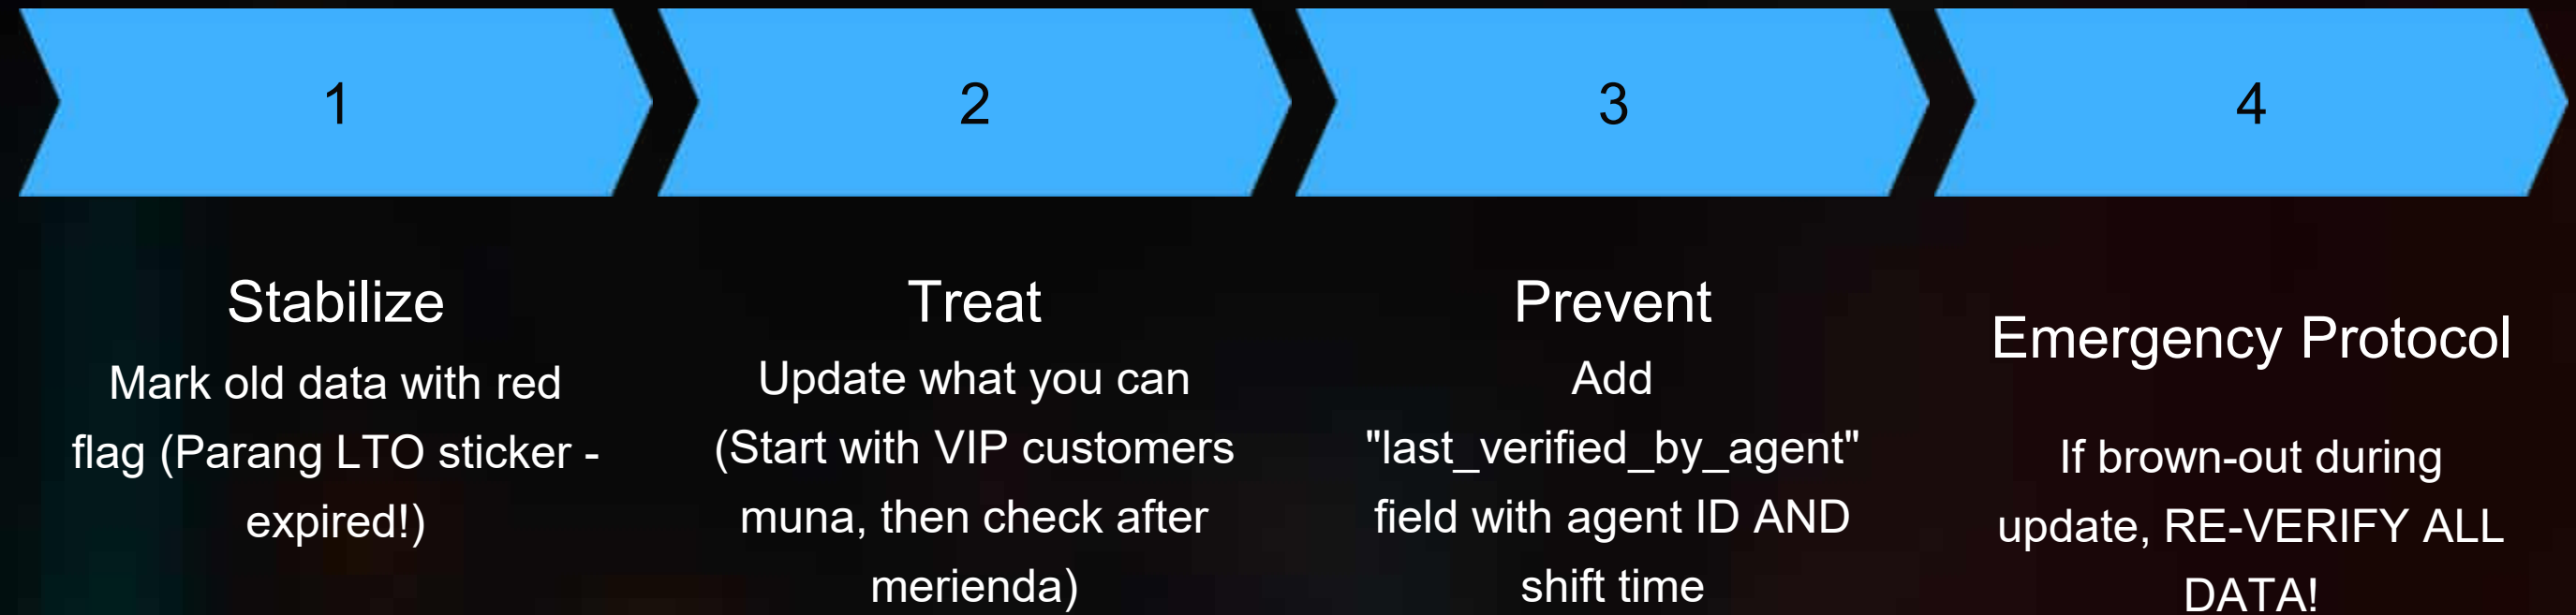 1
2
3
4
Stabilize
Mark old data with red
flag (Parang LTO sticker -
expired!)
Treat
Update what you can
(Start with VIP customers
muna, then check after
merienda)
Prevent
Add
"last_verified_by_agent"
field with agent ID AND
shift time
Emergency Protocol
If brown-out during
update, RE-VERIFY ALL
DATA!